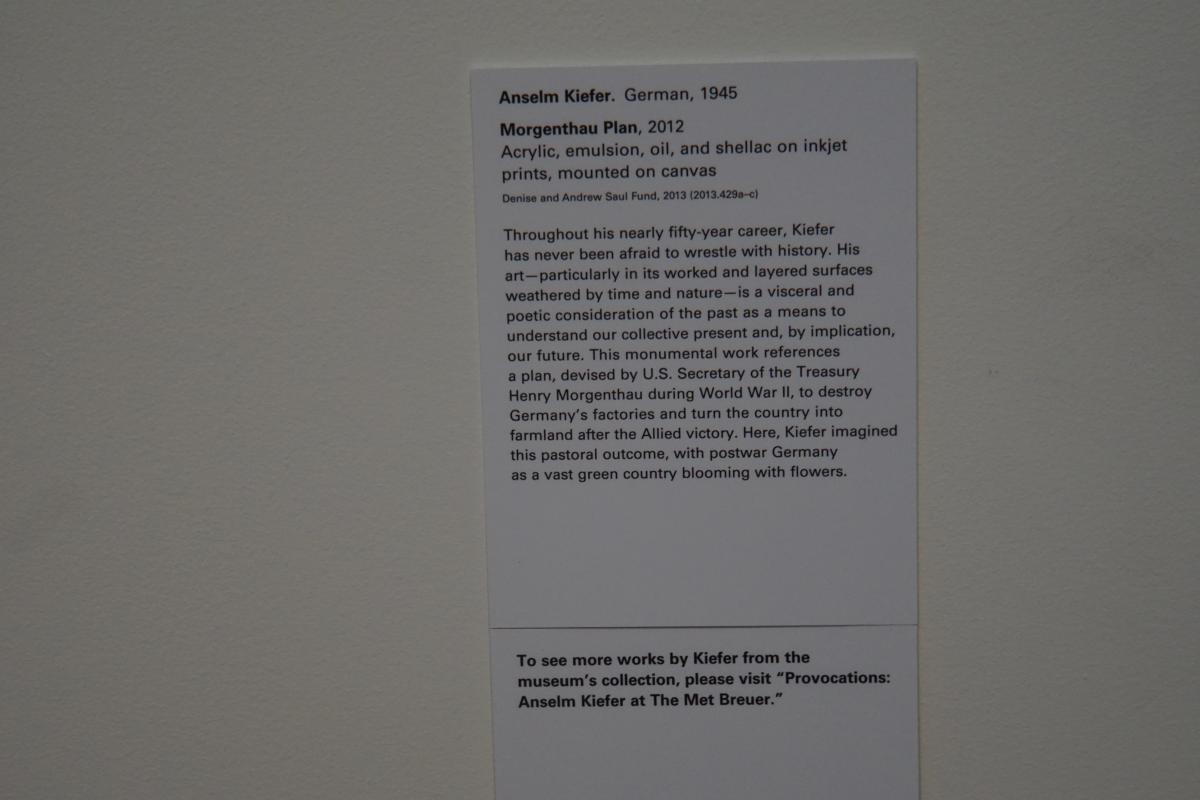 Anselm Kiefer. German, 1945
Morgenthau Plan, 2012
Acrylic, emulsion, oil, and shellac on inkjet
prints, mounted on canvas
Denise and Andrew Saul Fund, 2013 (2013.429a–c)
Throughout his nearly fifty-year career, Kiefer
has never been afraid to wrestle with history. His
art—particularly in its worked and layered surfaces
weathered by time and nature—is a visceral and
poetic consideration of the past as a means to
understand our collective present and, by implication,
our future. This monumental work references
a plan, devised by U.S. Secretary of the Treasury
Henry Morgenthau during World War II, to destroy
Germany's factories and turn the country into
farmland after the Allied victory. Here, Kiefer imagined
this pastoral outcome, with postwar Germany
as a vast green country blooming with flowers.
To see more works by Kiefer from the
museum's collection, please visit "Provocations:
Anselm Kiefer at The Met Breuer."